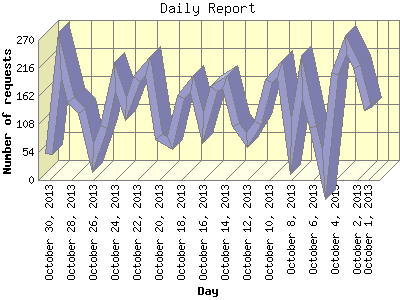 Daily Report
Number of requests
270
216
162
108
54
0
October 30, 2013
October 28, 2013
October 26, 2013
October 24, 2013
October 22, 2013
October 20, 2013
October 18, 2013
October 16, 2013
October 14, 2013
October 12, 2013
October 10, 2013
October 8, 2013
October 6, 2013
October 4, 2013
October 2, 2013
October 1, 2013
Day